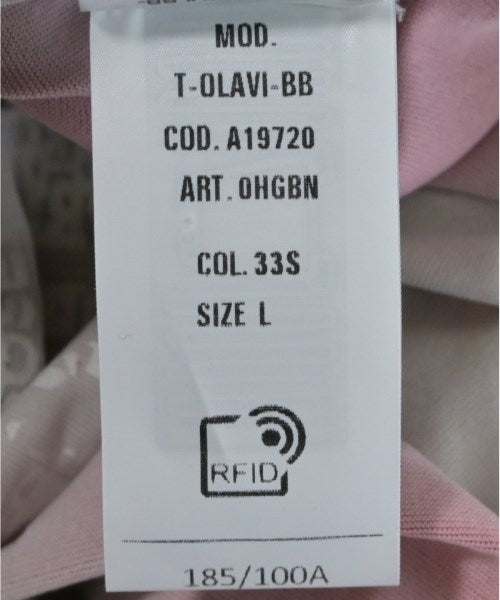 MOD.
T-OLAVI-BB
COD. A19720
ART. 0HGBN
COL. 33S
SIZE L
RFID
185/100A